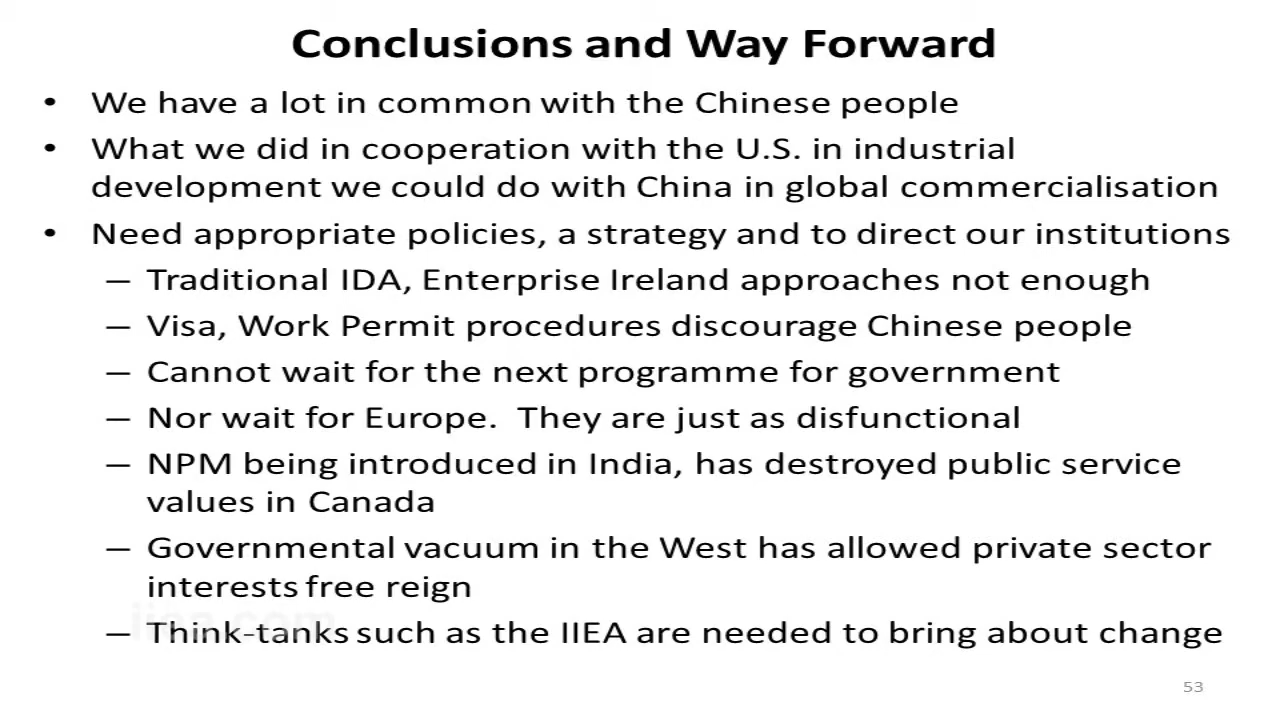 Conclusions and Way Forward
• We have a lot in common with the Chinese people
• What we did in cooperation with the U.S. in industrial
development we could do with China in global commercialisation
• Need appropriate policies, a strategy and to direct our institutions
– Traditional IDA, Enterprise Ireland approaches not enough
– Visa, Work Permit procedures discourage Chinese people
– Cannot wait for the next programme for government
– Nor wait for Europe.  They are just as disfunctional
– NPM being introduced in India, has destroyed public service
values in Canada
– Governmental vacuum in the West has allowed private sector
interests free reign
– Think-tanks such as the IIEA are needed to bring about change
53